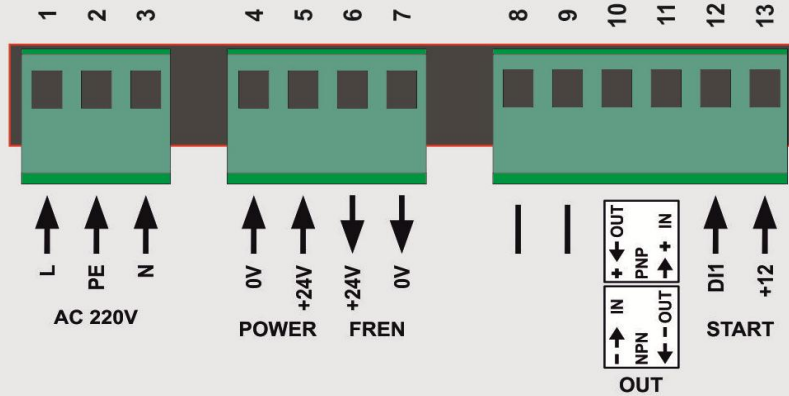 1 2 3 4 5 6 7 8 9 10 11 12 13
L PE N 0V +24V +24V 0V DI1 +12
+ OUT
PNP
+ IN
- IN
NPN
- OUT
AC 220V
POWER FREN START
OUT